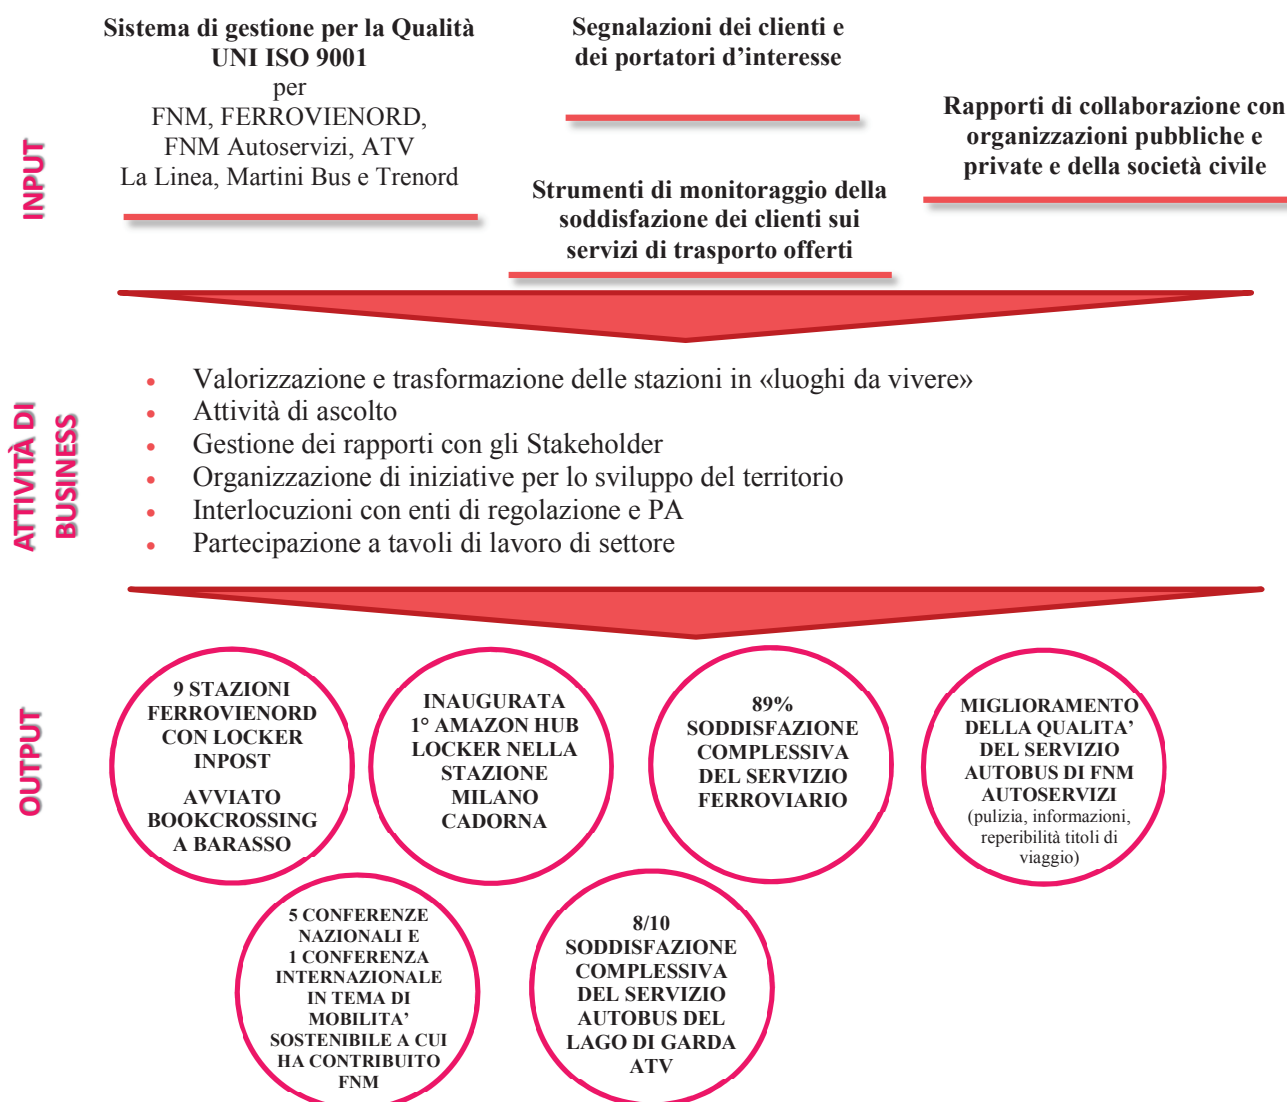 INPUT
Sistema di gestione per la Qualità
UNI ISO 9001
per
FNM, FERROVIENORD,
FNM Autoservizi, ATV
La Linea, Martini Bus e Trenord
Segnalazioni dei clienti e
dei portatori d’interesse
Strumenti di monitoraggio della
soddisfazione dei clienti sui
servizi di trasporto offerti
Rapporti di collaborazione con
organizzazioni pubbliche e
private e della società civile
ATTIVITÀ DI
BUSINESS
• Valorizzazione e trasformazione delle stazioni in «luoghi da vivere»
• Attività di ascolto
• Gestione dei rapporti con gli Stakeholder
• Organizzazione di iniziative per lo sviluppo del territorio
• Interlocuzioni con enti di regolazione e PA
• Partecipazione a tavoli di lavoro di settore
OUTPUT
9 STAZIONI
FERROVIENORD
CON LOCKER
INPOST
AVVIATO
BOOKCROSSING
A BARASSO
INAUGURATA
1° AMAZON HUB
LOCKER NELLA
STAZIONE
MILANO
CADORNA
89%
SODDISFAZIONE
COMPLESSIVA
DEL SERVIZIO
FERROVIARIO
MIGLIORAMENTO
DELLA QUALITA’
DEL SERVIZIO
AUTOBUS DI FNM
AUTOSERVIZI
(pulizia, informazioni,
reperibilità titoli di
viaggio)
5 CONFERENZE
NAZIONALI E
1 CONFERENZA
INTERNAZIONALE
IN TEMA DI
MOBILITA’
SOSTENIBILE A CUI
HA CONTRIBUITO
FNM
8/10
SODDISFAZIONE
COMPLESSIVA
DEL SERVIZIO
AUTOBUS DEL
LAGO DI GARDA
ATV